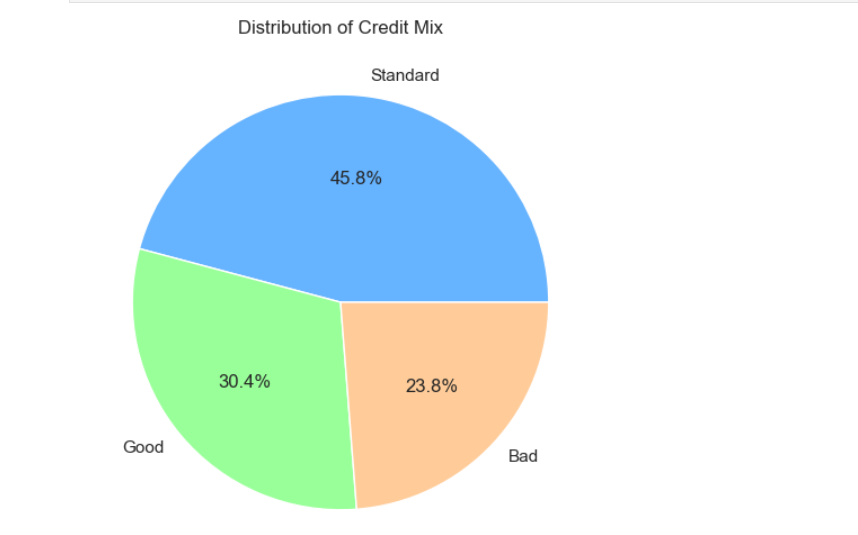 Distribution of Credit Mix
Standard
45.8%
30.4%
23.8%
Good
Bad